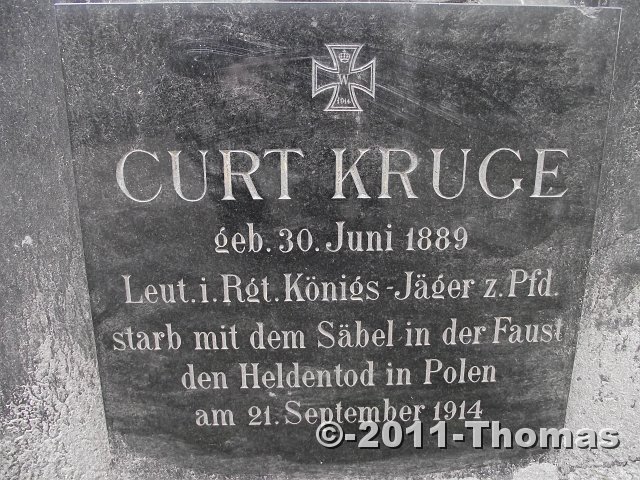 W
1914
CURT KRUGE
geb. 30. Juni 1889
Leut. i. Rgt. Königs-Jäger z. Pfd.
starb mit dem Säbel in der Faust
den Heldentod in Polen
am 21. September 1914
©-2011-Thomas